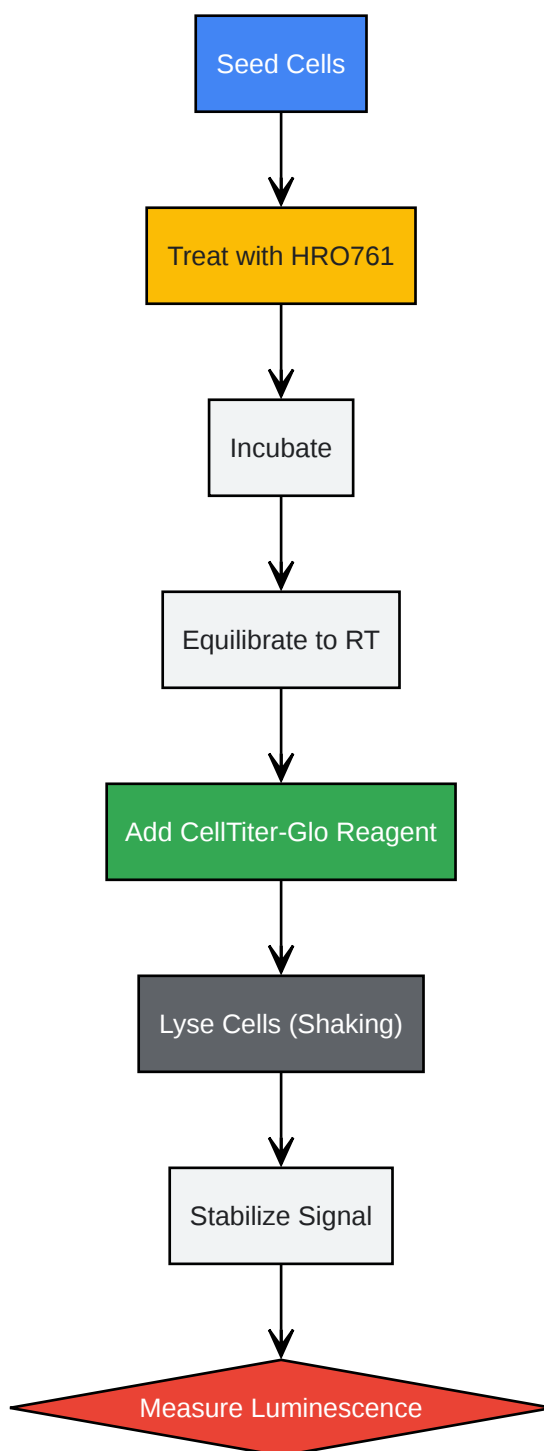 Seed Cells
Treat with HRO761
Incubate
Equilibrate to RT
Add CellTiter-Glo Reagent
Lyse Cells (Shaking)
Stabilize Signal
Measure Luminescence